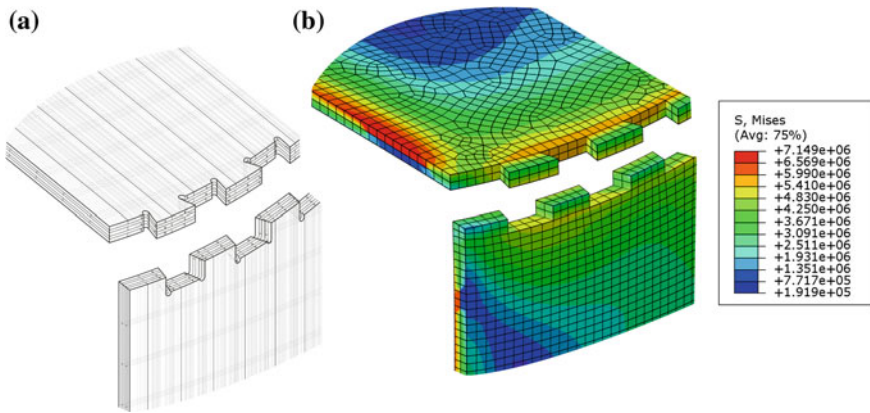 (a)
(b)
S, Mises
(Avg: 75%)
+7.149e+06
+6.569e+06
+5.990e+06
+5.410e+06
+4.830e+06
+4.250e+06
+3.671e+06
+3.091e+06
+2.511e+06
+1.931e+06
+1.351e+06
+7.717e+05
+1.919e+05